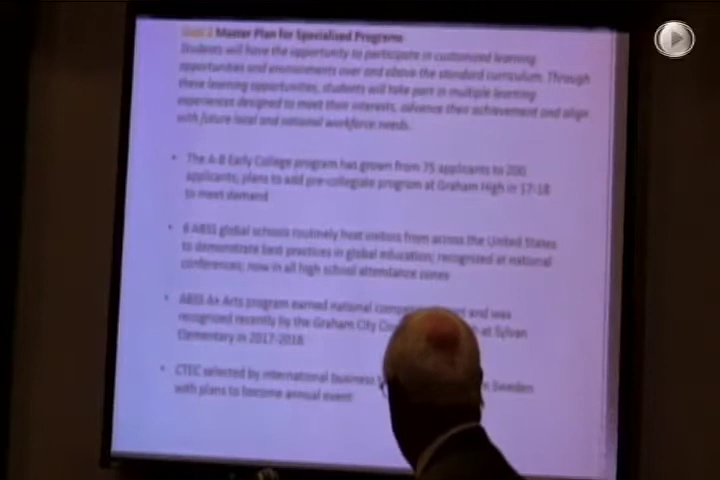 Goal 2 Master Plan for Specialized Programs
Students will have the opportunity to participate in customized learning
opportunities and environments over and above the standard curriculum. Through
these learning opportunities, students will take part in multiple learning
experiences designed to meet their interests, advance their achievement and align
with future local and national workforce needs.
• The A-B Early College program has grown from 75 applicants to 200
applicants; plans to add pre-collegiate program at Graham High in 17-18
to meet demand
• 6 ABSS global schools routinely host visitors from across the United States
to demonstrate best practices in global education; recognized at national
conferences; now in all high school attendance zones
• ABSS A+ Arts program earned national and was
recognized recently by the Graham City at Sylvan
Elementary in 2017-2018
• CTEC selected by international business Sweden
with plans to become annual event